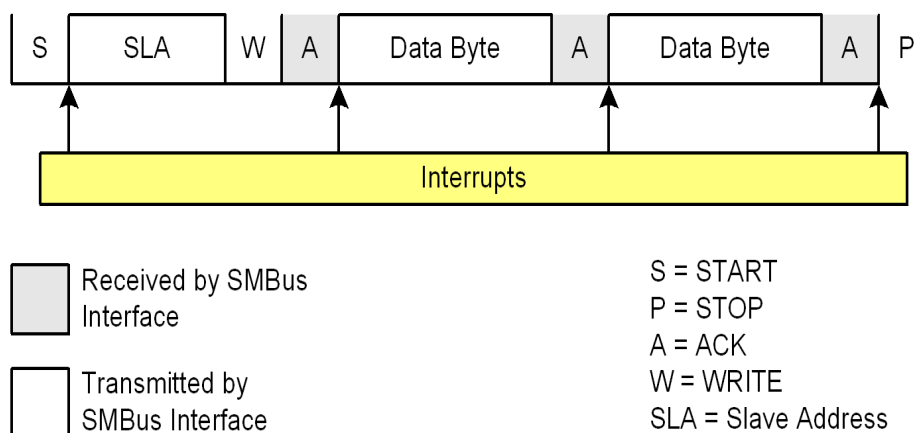 S SLA W A Data Byte A Data Byte A P
Interrupts
Received by SMBus
Interface
Transmitted by
SMBus Interface
S = START
P = STOP
A = ACK
W = WRITE
SLA = Slave Address